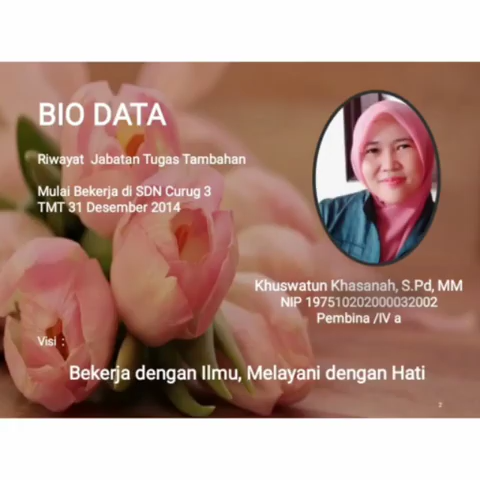 BIO DATA
Riwayat Jabatan Tugas Tambahan
Mulai Bekerja di SDN Curug 3
TMT 31 Desember 2014
Khuswatun Khasanah, S.Pd, MM
NIP 197510202000032002
Pembina /IV a
Visi :
Bekerja dengan Ilmu, Melayani dengan Hati
2